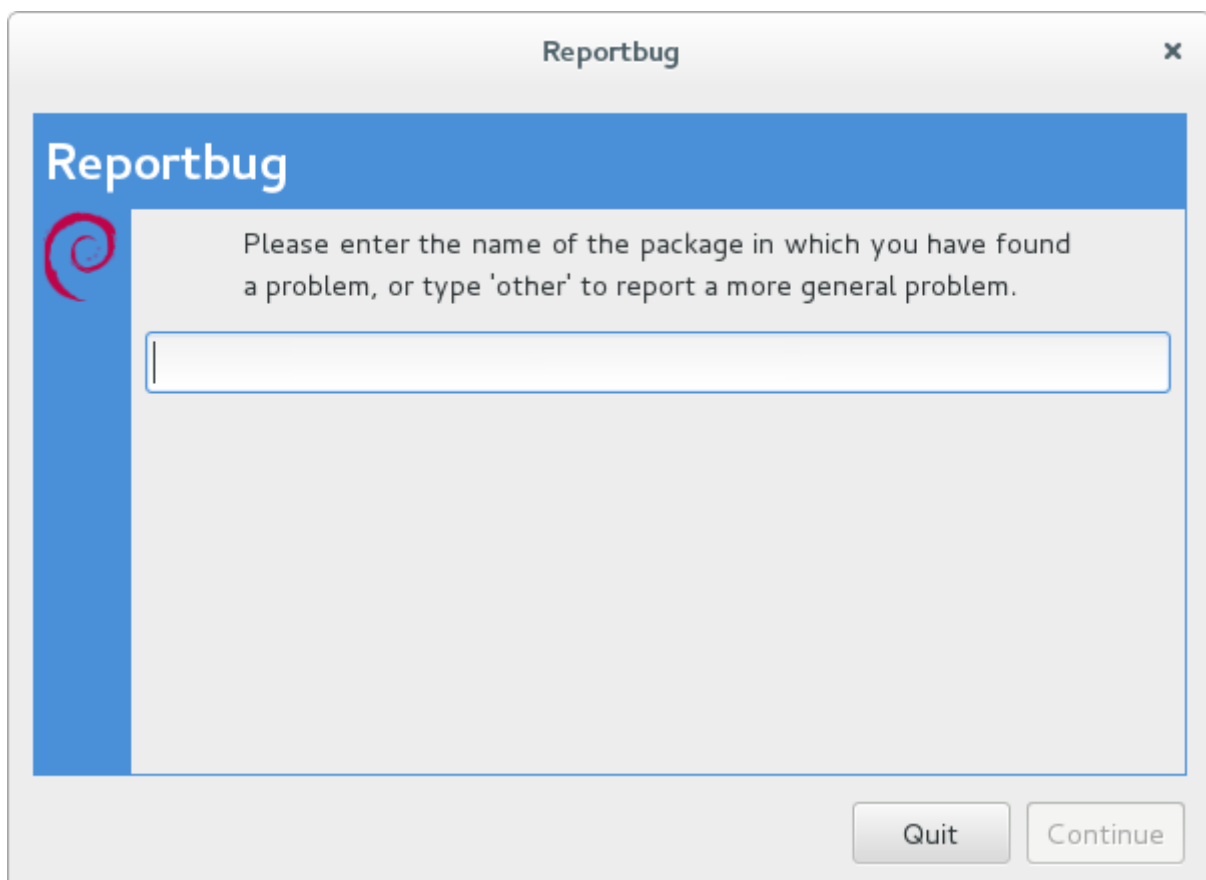 Reportbug
Reportbug
Please enter the name of the package in which you have found
a problem, or type 'other' to report a more general problem.
Quit
Continue